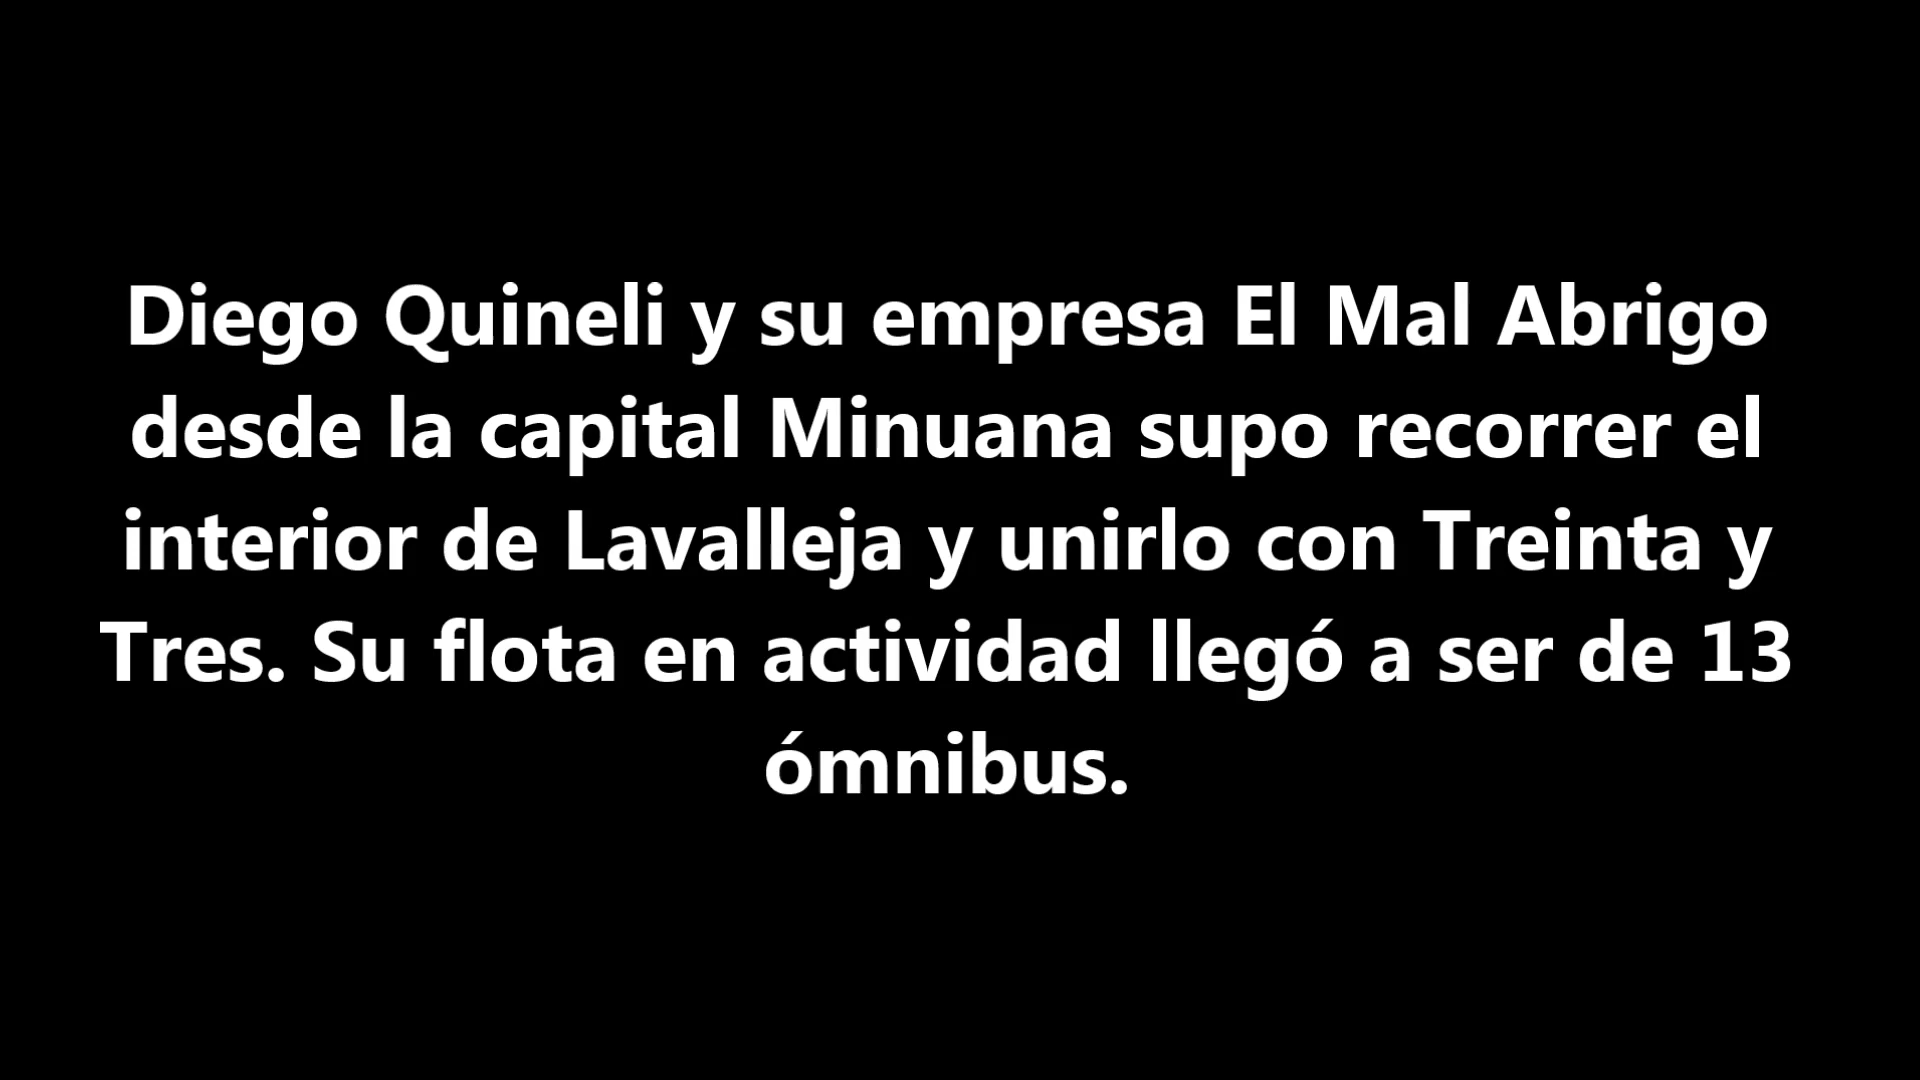 Diego Quineli y su empresa El Mal Abrigo
desde la capital Minuana supo recorrer el
interior de Lavalleja y unirlo con Treinta y
Tres. Su flota en actividad llegó a ser de 13
ómnibus.